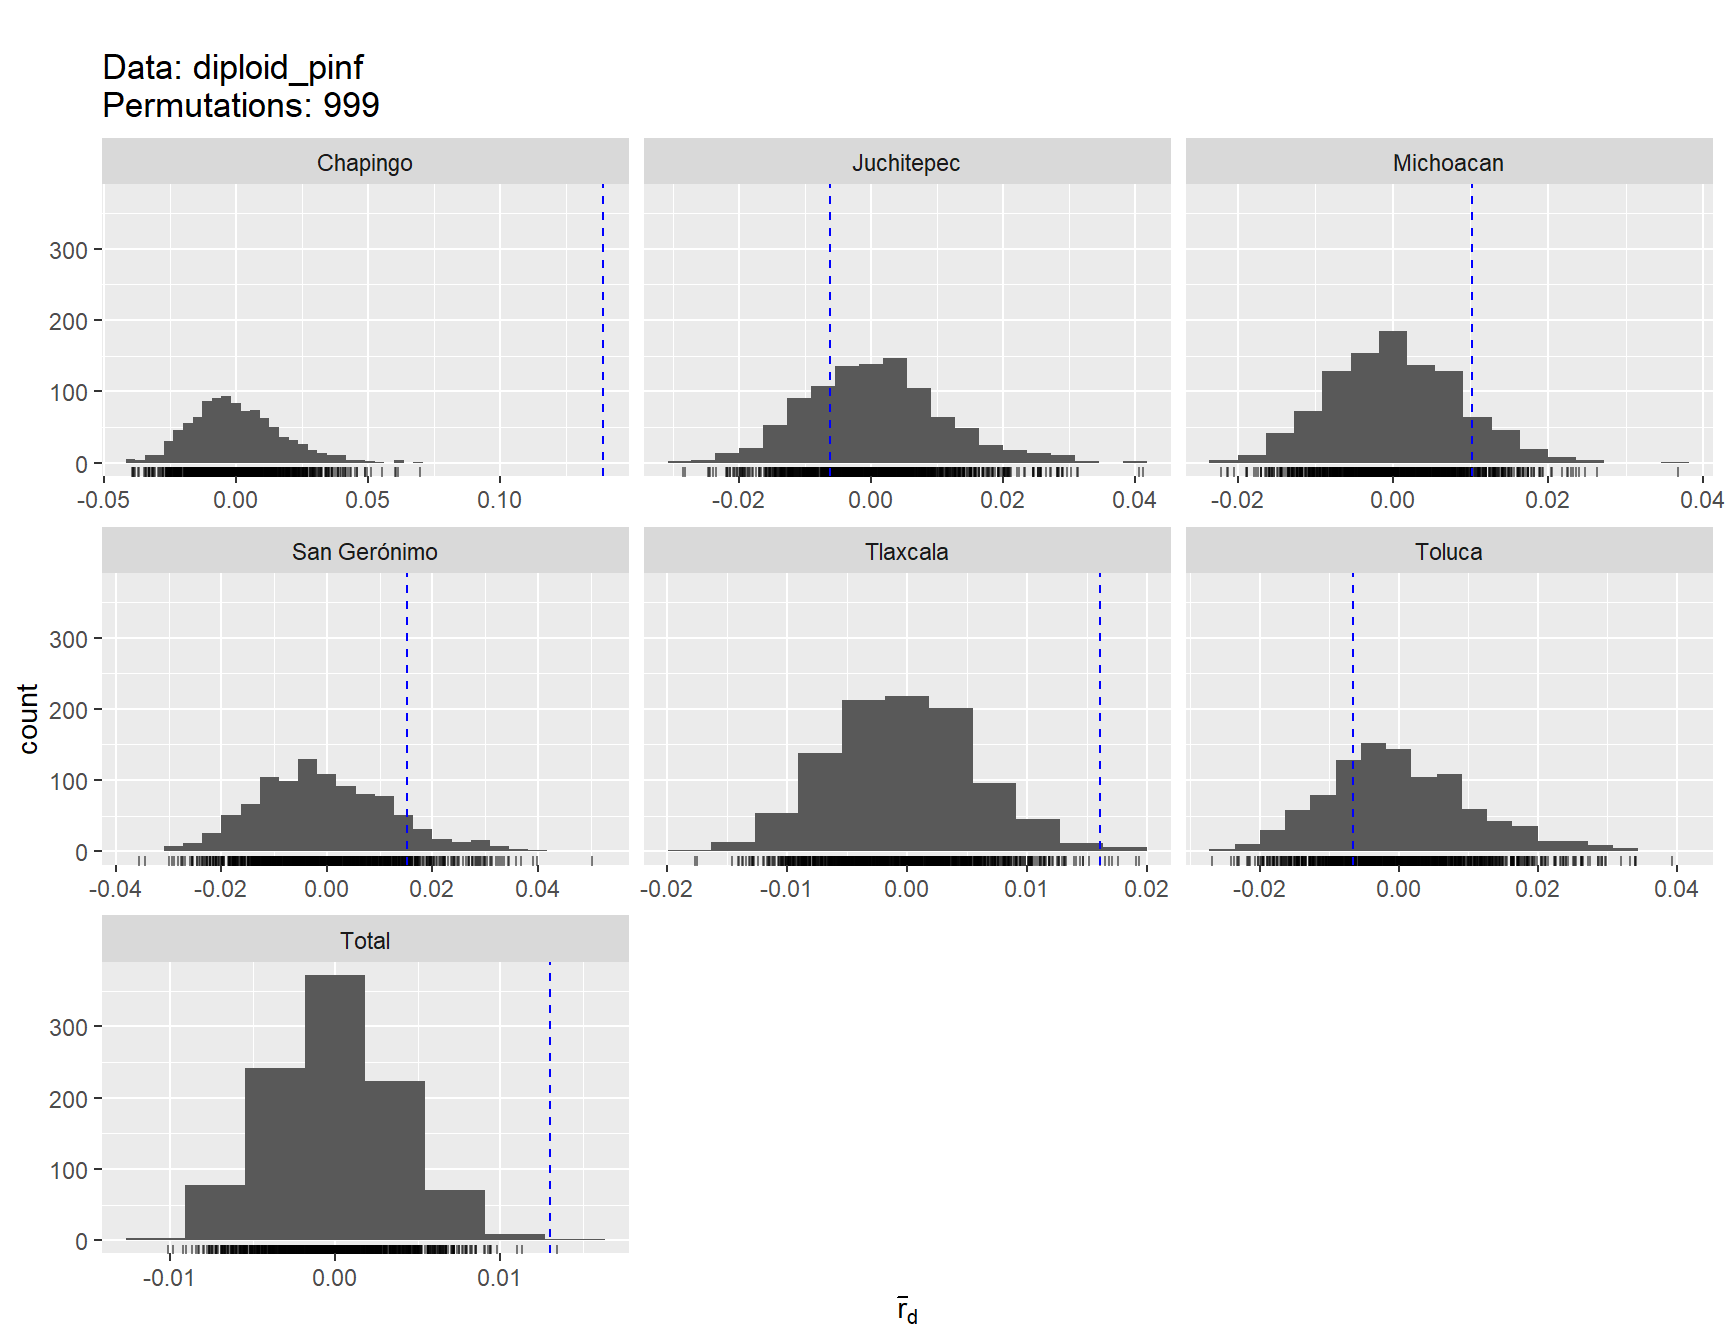 Data: diploid_pinf
Permutations: 999
Chapingo
Juchitepec
Michoacan
300
200
100
0
-0.05 0.00 0.05 0.10
-0.02 0.00 0.02 0.04
-0.02 0.00 0.02 0.04
San Gerónimo
Tlaxcala
Toluca
300
200
100
0
-0.04 -0.02 0.00 0.02 0.04
-0.02 -0.01 0.00 0.01 0.02
-0.02 0.00 0.02 0.04
count
Total
300
200
100
0
-0.01 0.00 0.01
r̄d